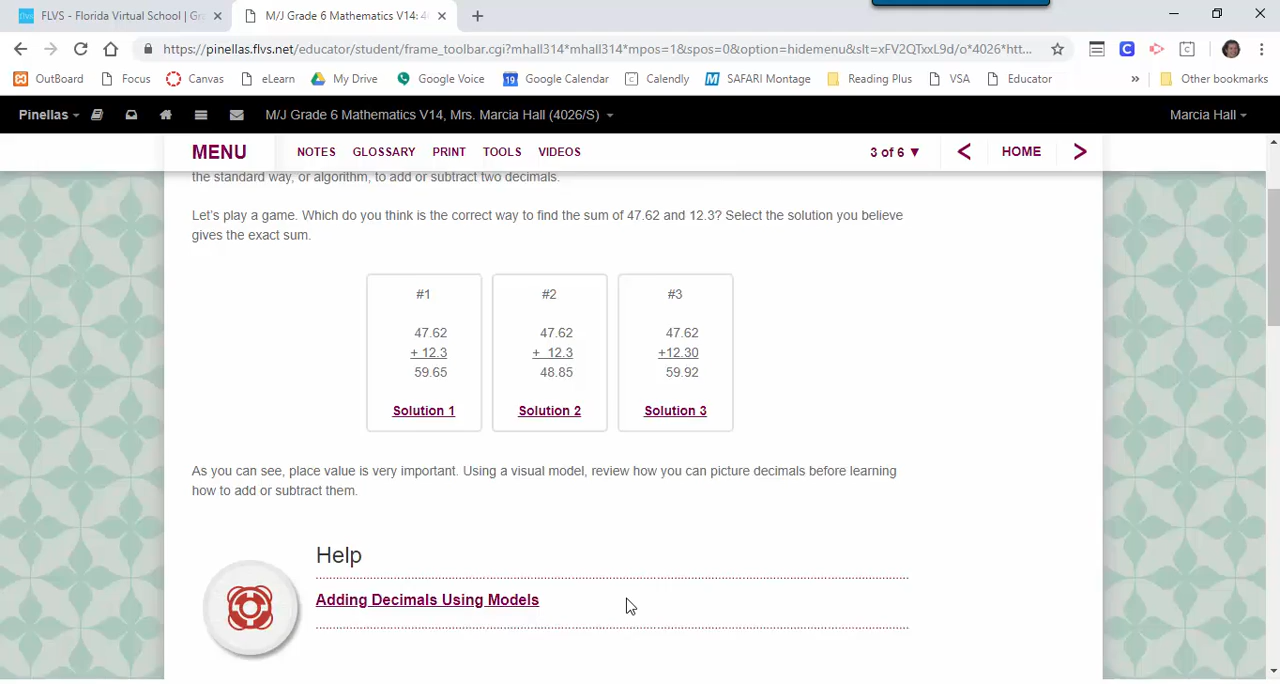 FLVS - Florida Virtual School | Gr
M/J Grade 6 Mathematics V14: 4
https://pinellas.flvs.net/educator/student/frame_toolbar.cgi?mhall314*mhall314*mpos=1&spos=0&option=hidemenu&slt=xFV2QTxxL9d/o*4026*htt...
OutBoard Focus Canvas eLearn My Drive Google Voice Google Calendar Calendly SAFARI Montage Reading Plus VSA Educator » Other bookmarks
Pinellas M/J Grade 6 Mathematics V14, Mrs. Marcia Hall (4026/S) Marcia Hall
MENU NOTES GLOSSARY PRINT TOOLS VIDEOS 3 of 6 ▼ < HOME >
the standard way, or algorithm, to add or subtract two decimals.
Let's play a game. Which do you think is the correct way to find the sum of 47.62 and 12.3? Select the solution you believe
gives the exact sum.
#1 #2 #3
47.62 47.62 47.62
+ 12.3 + 12.3 +12.30
59.65 48.85 59.92
Solution 1 Solution 2 Solution 3
As you can see, place value is very important. Using a visual model, review how you can picture decimals before learning
how to add or subtract them.
Help
Adding Decimals Using Models